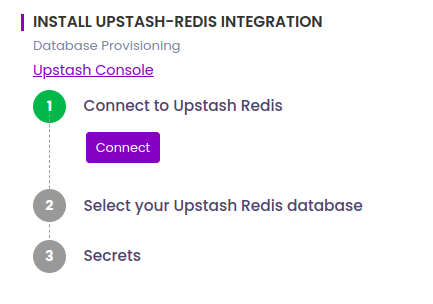 INSTALL UPSTASH-REDIS INTEGRATION
Database Provisioning
Upstash Console
1 Connect to Upstash Redis
Connect
2 Select your Upstash Redis database
3 Secrets